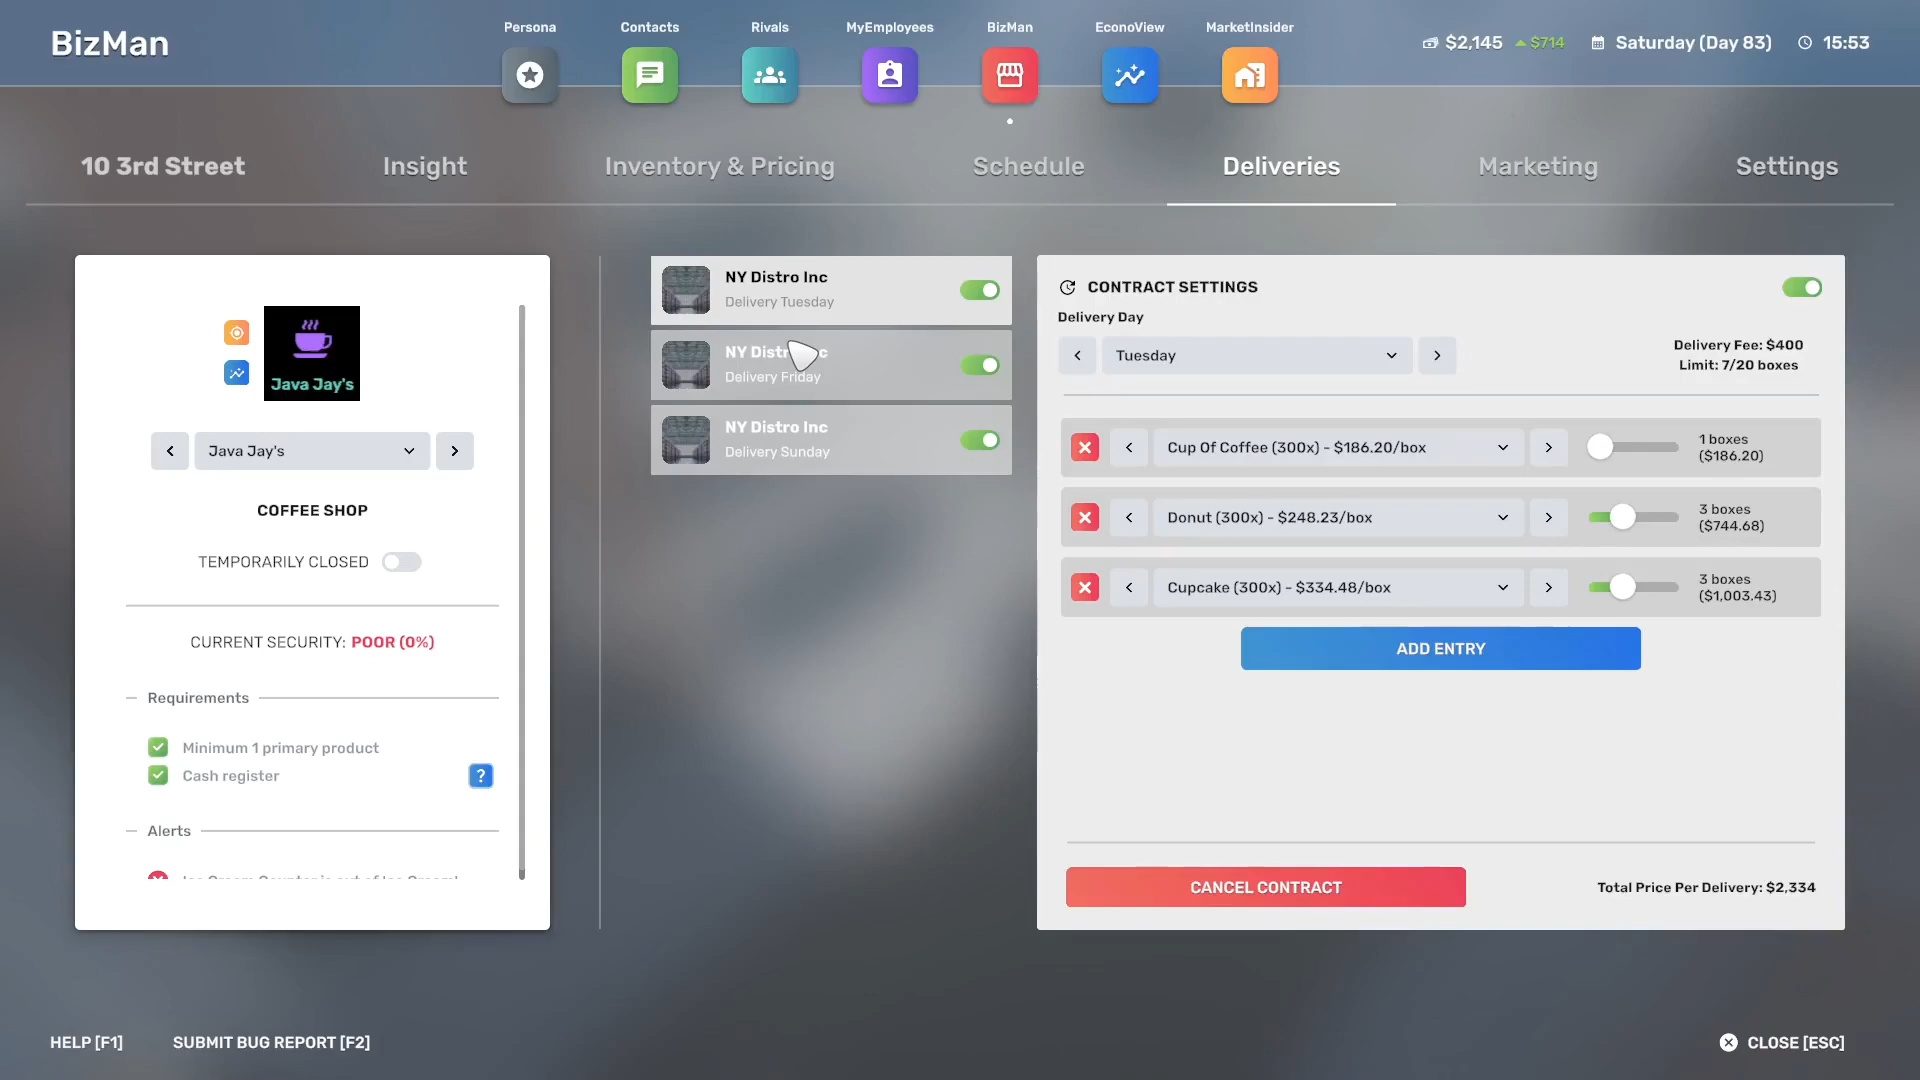 BizMan
Persona
Contacts
Rivals
MyEmployees
BizMan
EconoView
MarketInsider
$2,145
$714
Saturday (Day 83)
15:53
10 3rd Street
Insight
Inventory & Pricing
Schedule
Deliveries
Marketing
Settings
Java Jay's
Java Jay's
COFFEE SHOP
TEMPORARILY CLOSED
CURRENT SECURITY: POOR (0%)
Requirements
Minimum 1 primary product
Cash register
?
Alerts
NY Distro Inc
Delivery Tuesday
NY Distr c
Delivery Friday
NY Distro Inc
Delivery Sunday
CONTRACT SETTINGS
Delivery Day
Tuesday
Delivery Fee: $400
Limit: 7/20 boxes
Cup Of Coffee (300x) - $186.20/box
1 boxes
($186.20)
Donut (300x) - $248.23/box
3 boxes
($744.68)
Cupcake (300x) - $334.48/box
3 boxes
($1,003.43)
ADD ENTRY
CANCEL CONTRACT
Total Price Per Delivery: $2,334
HELP [F1]
SUBMIT BUG REPORT [F2]
CLOSE [ESC]